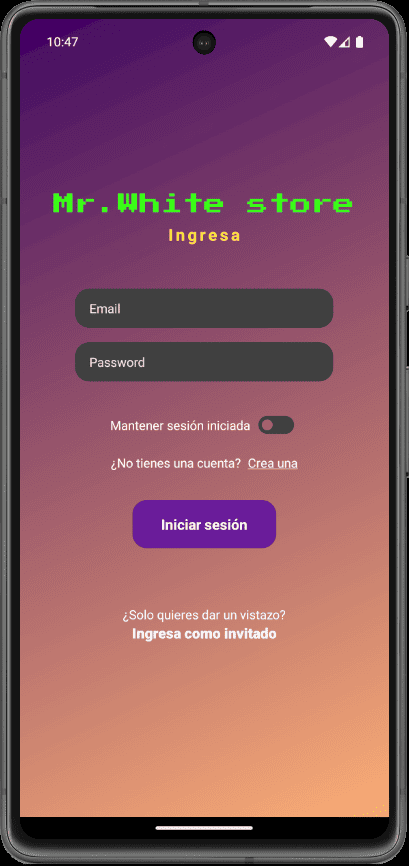 10:47
Mr.White store
Ingresa
Email
Password
Mantener sesión iniciada
¿No tienes una cuenta? Crea una
Iniciar sesión
¿Solo quieres dar un vistazo?
Ingresa como invitado